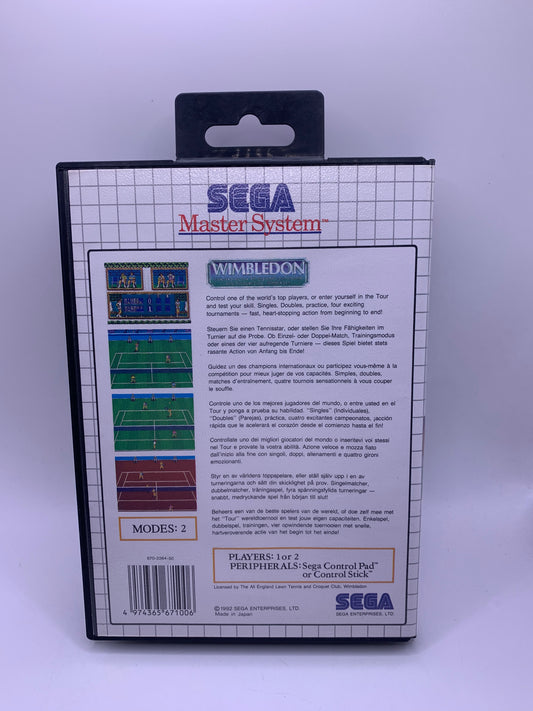 SEGA
Master System™
WIMBLEDON
Control one of the world's top players, or enter yourself in the Tour
and test your skill. Singles, Doubles, practice, four exciting
tournaments — fast, heart-stopping action from beginning to end!
Steuern Sie einen Tennisstar, oder stellen Sie Ihre Fähigkeiten im
Turnier auf die Probe. Ob Einzel- oder Doppel-Match, Trainingsmodus
oder eines der vier aufregende Turniere — dieses Spiel bietet stets
rasante Action von Anfang bis Ende!
Guidez un des champions internationaux ou participez vous-même à la
compétition pour mieux juger de vos capacités. Simples, doubles,
matches d'entraînement, quatre tournois sensationnels à vous couper
le souffle.
Controle uno de los mejores jugadores del mundo, o entre usted en el
Tour y ponga a prueba su habilidad. "Singles" (Individuales),
"Doubles" (Parejas), práctica, cuatro excitantes campeonatos, ¡acción
rápida que le acelerará el corazón desde el comienzo hasta el fin!
Controllate uno dei migliori giocatori del mondo o inseritevi voi stessi
nel Tour e provate la vostra abilità. Azione veloce e mozza fiato
dall'inizio alla fine con singoli, doppi, allenamenti e quattro gironi
emozionanti.
Styr en av världens toppspelare, eller ställ själv upp i en av
turneringarna och sätt din skicklighet på prov. Singelmatcher,
dubbelmatcher, träningsspel, fyra spänningsfyllda turneringar —
snabbt, medryckande spel från början till slut!
Beheers een van de beste spelers van de wereld, of doe zelf mee met
het "Tour" wereldtoernooi en test jouw eigen capaciteiten. Enkelspel,
dubbelspel, trainingen, vier opwindende toernooien met snelle,
hartveroverende actie van het begin tot het einde!
MODES: 2
PLAYERS: 1 or 2
PERIPHERALS: Sega Control Pad™
or Control Stick™
670-3364-50
Licensed by The All England Lawn Tennis and Croquet Club, Wimbledon
4 974365 671006
© 1992 SEGA ENTERPRISES, LTD.
Made in Japan
SEGA
SEGA ENTERPRISES, LTD.